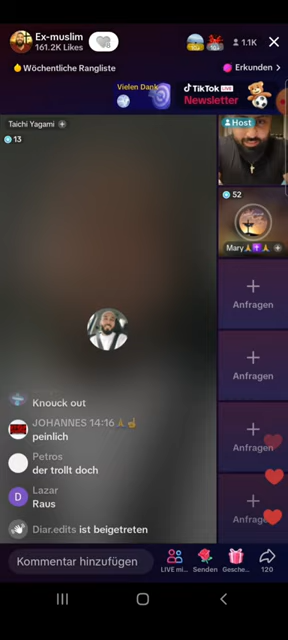 Ex-muslim
161.2K Likes
1.1K
Wöchentliche Rangliste
Erkunden
Vielen Dank
TikTok LIVE
Newsletter
Taichi Yagami
13
Host
52
Mary
Anfragen
Anfragen
Anfragen
Anfragen
Knouck out
JOHANNES 14:16🙏☝
peinlich
Petros
der trollt doch
D
Lazar
Raus
Diar.edits ist beigetreten
Kommentar hinzufügen
LIVE mi...
Senden
Gesche...
120